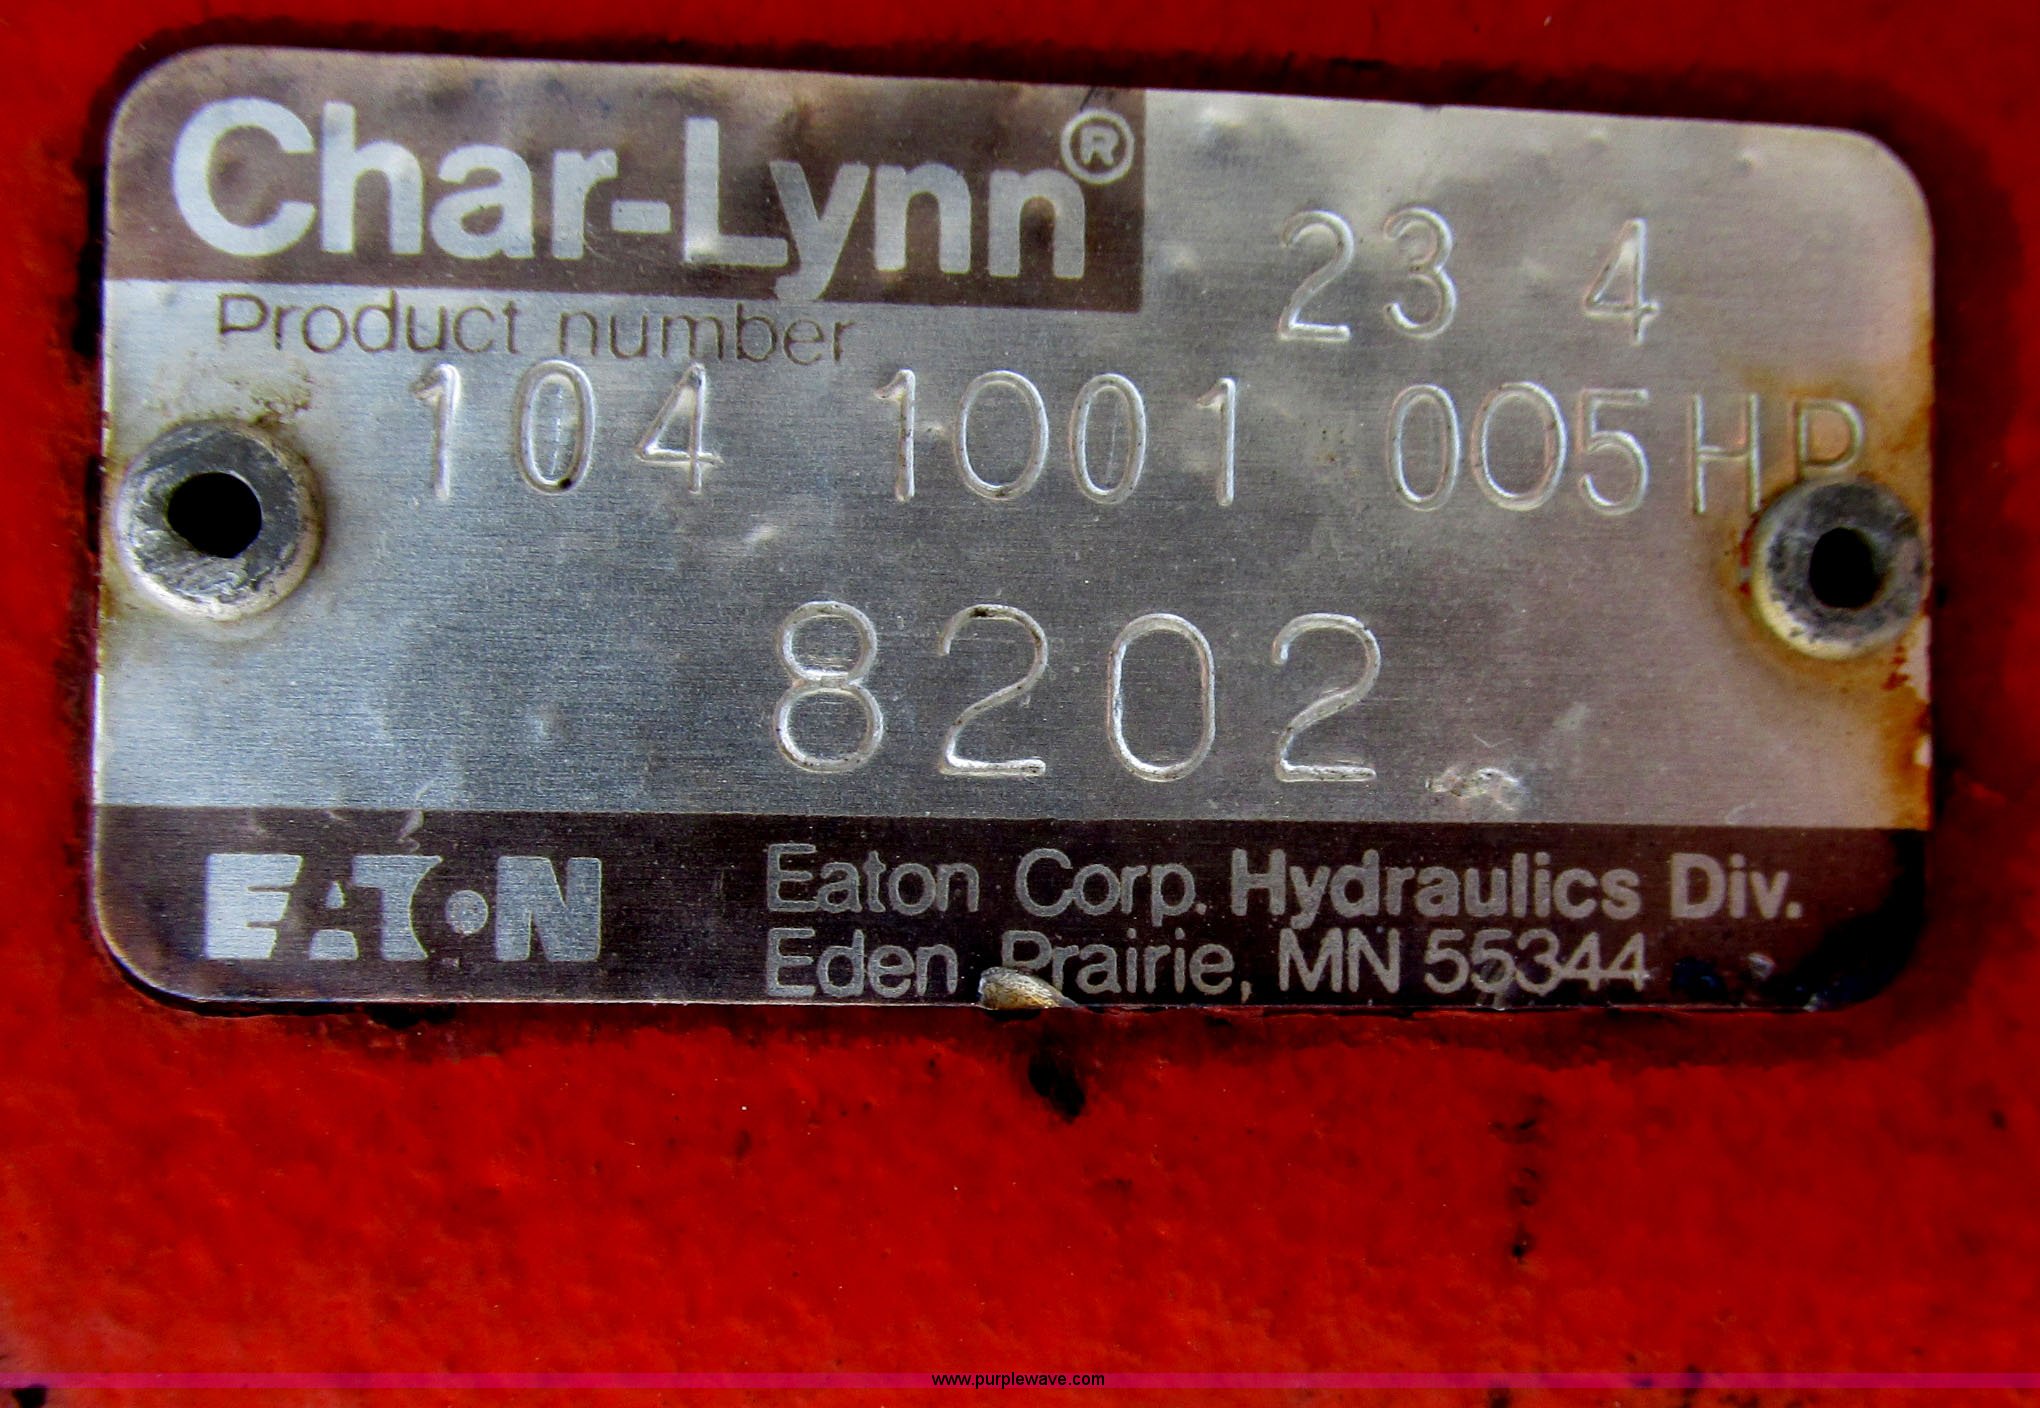 Char-Lynn®
23 4
Product number
104 1001 005HP
8202
EATON
Eaton Corp. Hydraulics Div.
Eden Prairie, MN 55344
www.purplewave.com